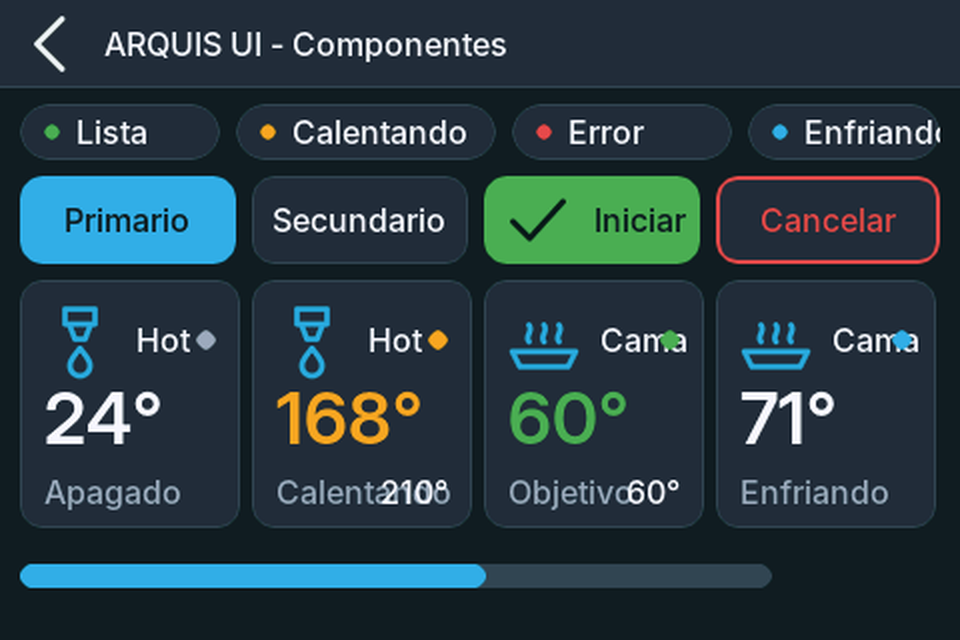 ARQUIS UI - Componentes
Lista Calentando Error Enfriando
Primario Secundario Iniciar Cancelar
Hot Hot Cama Cama
24° 168° 60° 71°
Apagado Calentando 210° Objetivo 60° Enfriando